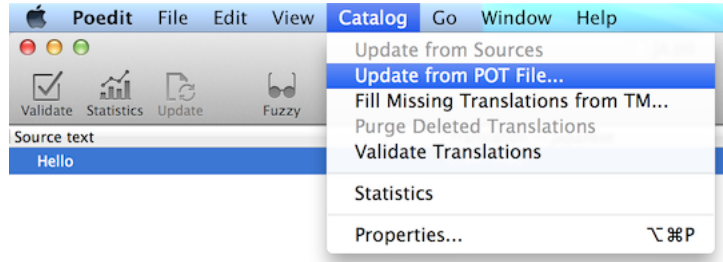 Poedit File Edit View Catalog Go Window Help
Update from Sources
Update from POT File...
Fill Missing Translations from TM...
Purge Deleted Translations
Validate Translations
Statistics
Properties... ⌥⌘P
Validate Statistics Update Fuzzy
Source text
Hello